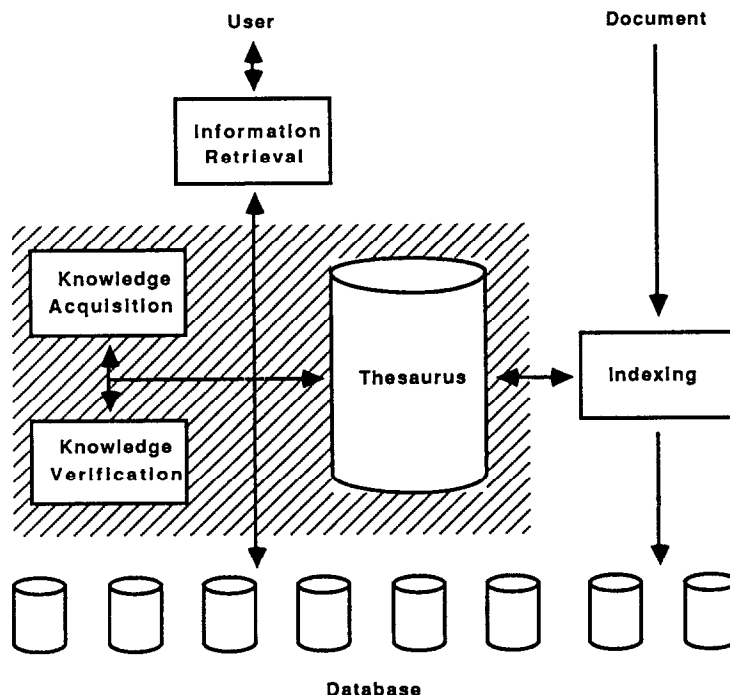 User
Document
Information
Retrieval
Knowledge
Acquisition
Thesaurus
Indexing
Knowledge
Verification
Database